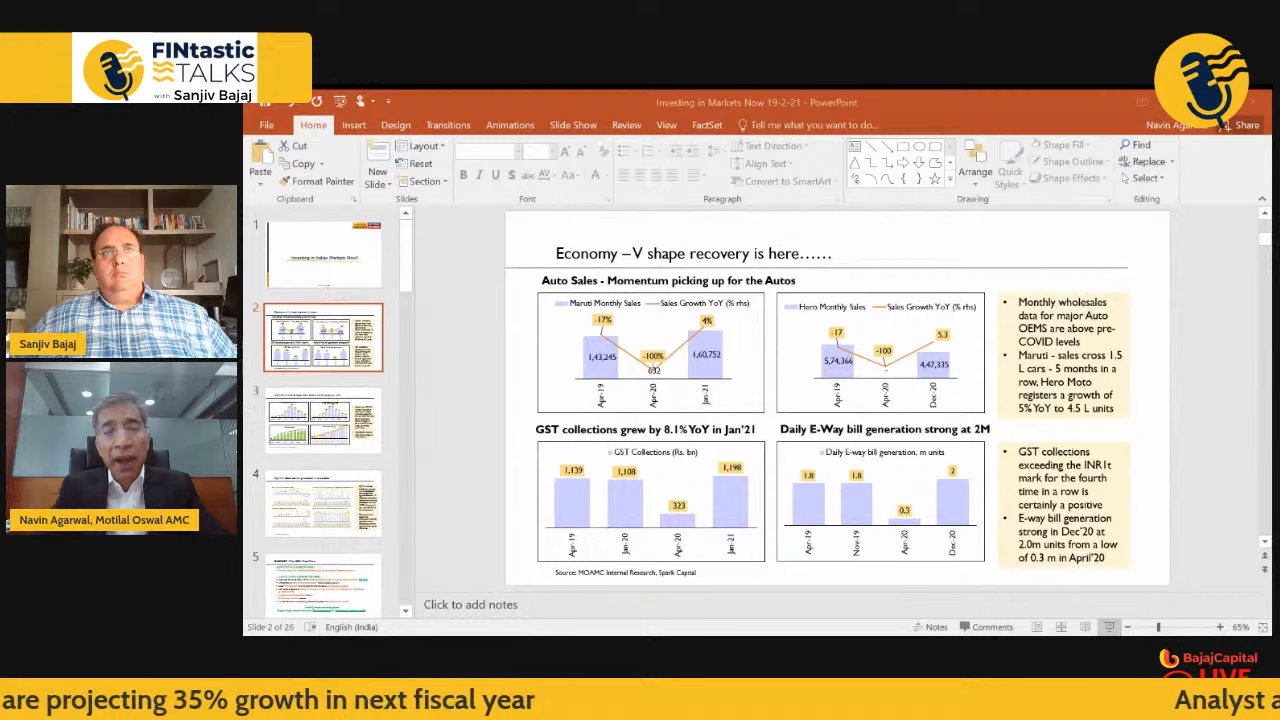 FINtastic
TALKS
with Sanjiv Bajaj
Investing in Markets Now 19-2-21 - PowerPoint
File Home Insert Design Transitions Animations Slide Show Review View FactSet Tell me what you want to do... Navin Agar Share
Cut
Copy
Format Painter
Paste
Clipboard
New
Slide
Layout
Reset
Section
Slides
Font
Text Direction
Align Text
Convert to SmartArt
Paragraph
Arrange
Quick
Styles
Shape Fill
Shape Outline
Shape Effects
Drawing
Find
Replace
Select
Editing
Sanjiv Bajaj
Navin Agarwal, Motilal Oswal AMC
1
2
3
4
5
Economy – V shape recovery is here......
Auto Sales - Momentum picking up for the Autos
Maruti Monthly Sales Sales Growth YoY (% rhs)
-17%
-100%
4%
1,43,245
632
1,60,752
Apr-19
Apr-20
Jan-21
Hero Monthly Sales Sales Growth YoY (% rhs)
-17
-100
5.3
5,74,366
-
4,47,335
Apr-19
Apr-20
Dec-20
• Monthly wholesales
data for major Auto
OEMS are above pre-
COVID levels
• Maruti - sales cross 1.5
L cars - 5 months in a
row, Hero Moto
registers a growth of
5% YoY to 4.5 L units
GST collections grew by 8.1% YoY in Jan'21
GST Collections (Rs. bn)
1,139
1,108
323
1,198
Apr-19
Jan-20
Apr-20
Jan-21
Daily E-Way bill generation strong at 2M
Daily E-way bill generation, m units
1.8
1.8
0.3
2
Apr-19
Nov-19
Apr-20
Dec-20
• GST collections
exceeding the INR1t
mark for the fourth
time in a row is
certainly a positive
• E-way bill generation
strong in Dec'20 at
2.0m units from a low
of 0.3 m in April'20
Source: MOAMC Internal Research, Spark Capital
Click to add notes
Slide 2 of 26 English (India) Notes Comments 65%
BajajCapital
LIVE
are projecting 35% growth in next fiscal year Analyst a